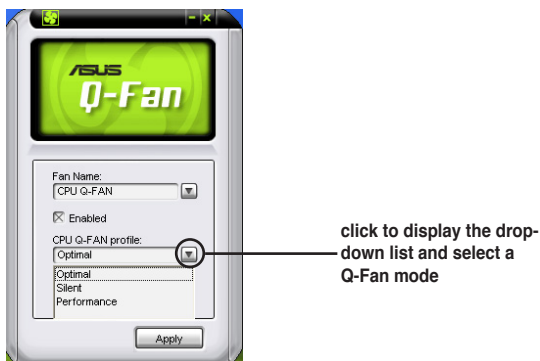 ASUS
Q-Fan
Fan Name:
CPU Q-FAN
Enabled
CPU Q-FAN profile:
Optimal
Optimal
Silent
Performance
Apply
click to display the drop-
down list and select a
Q-Fan mode